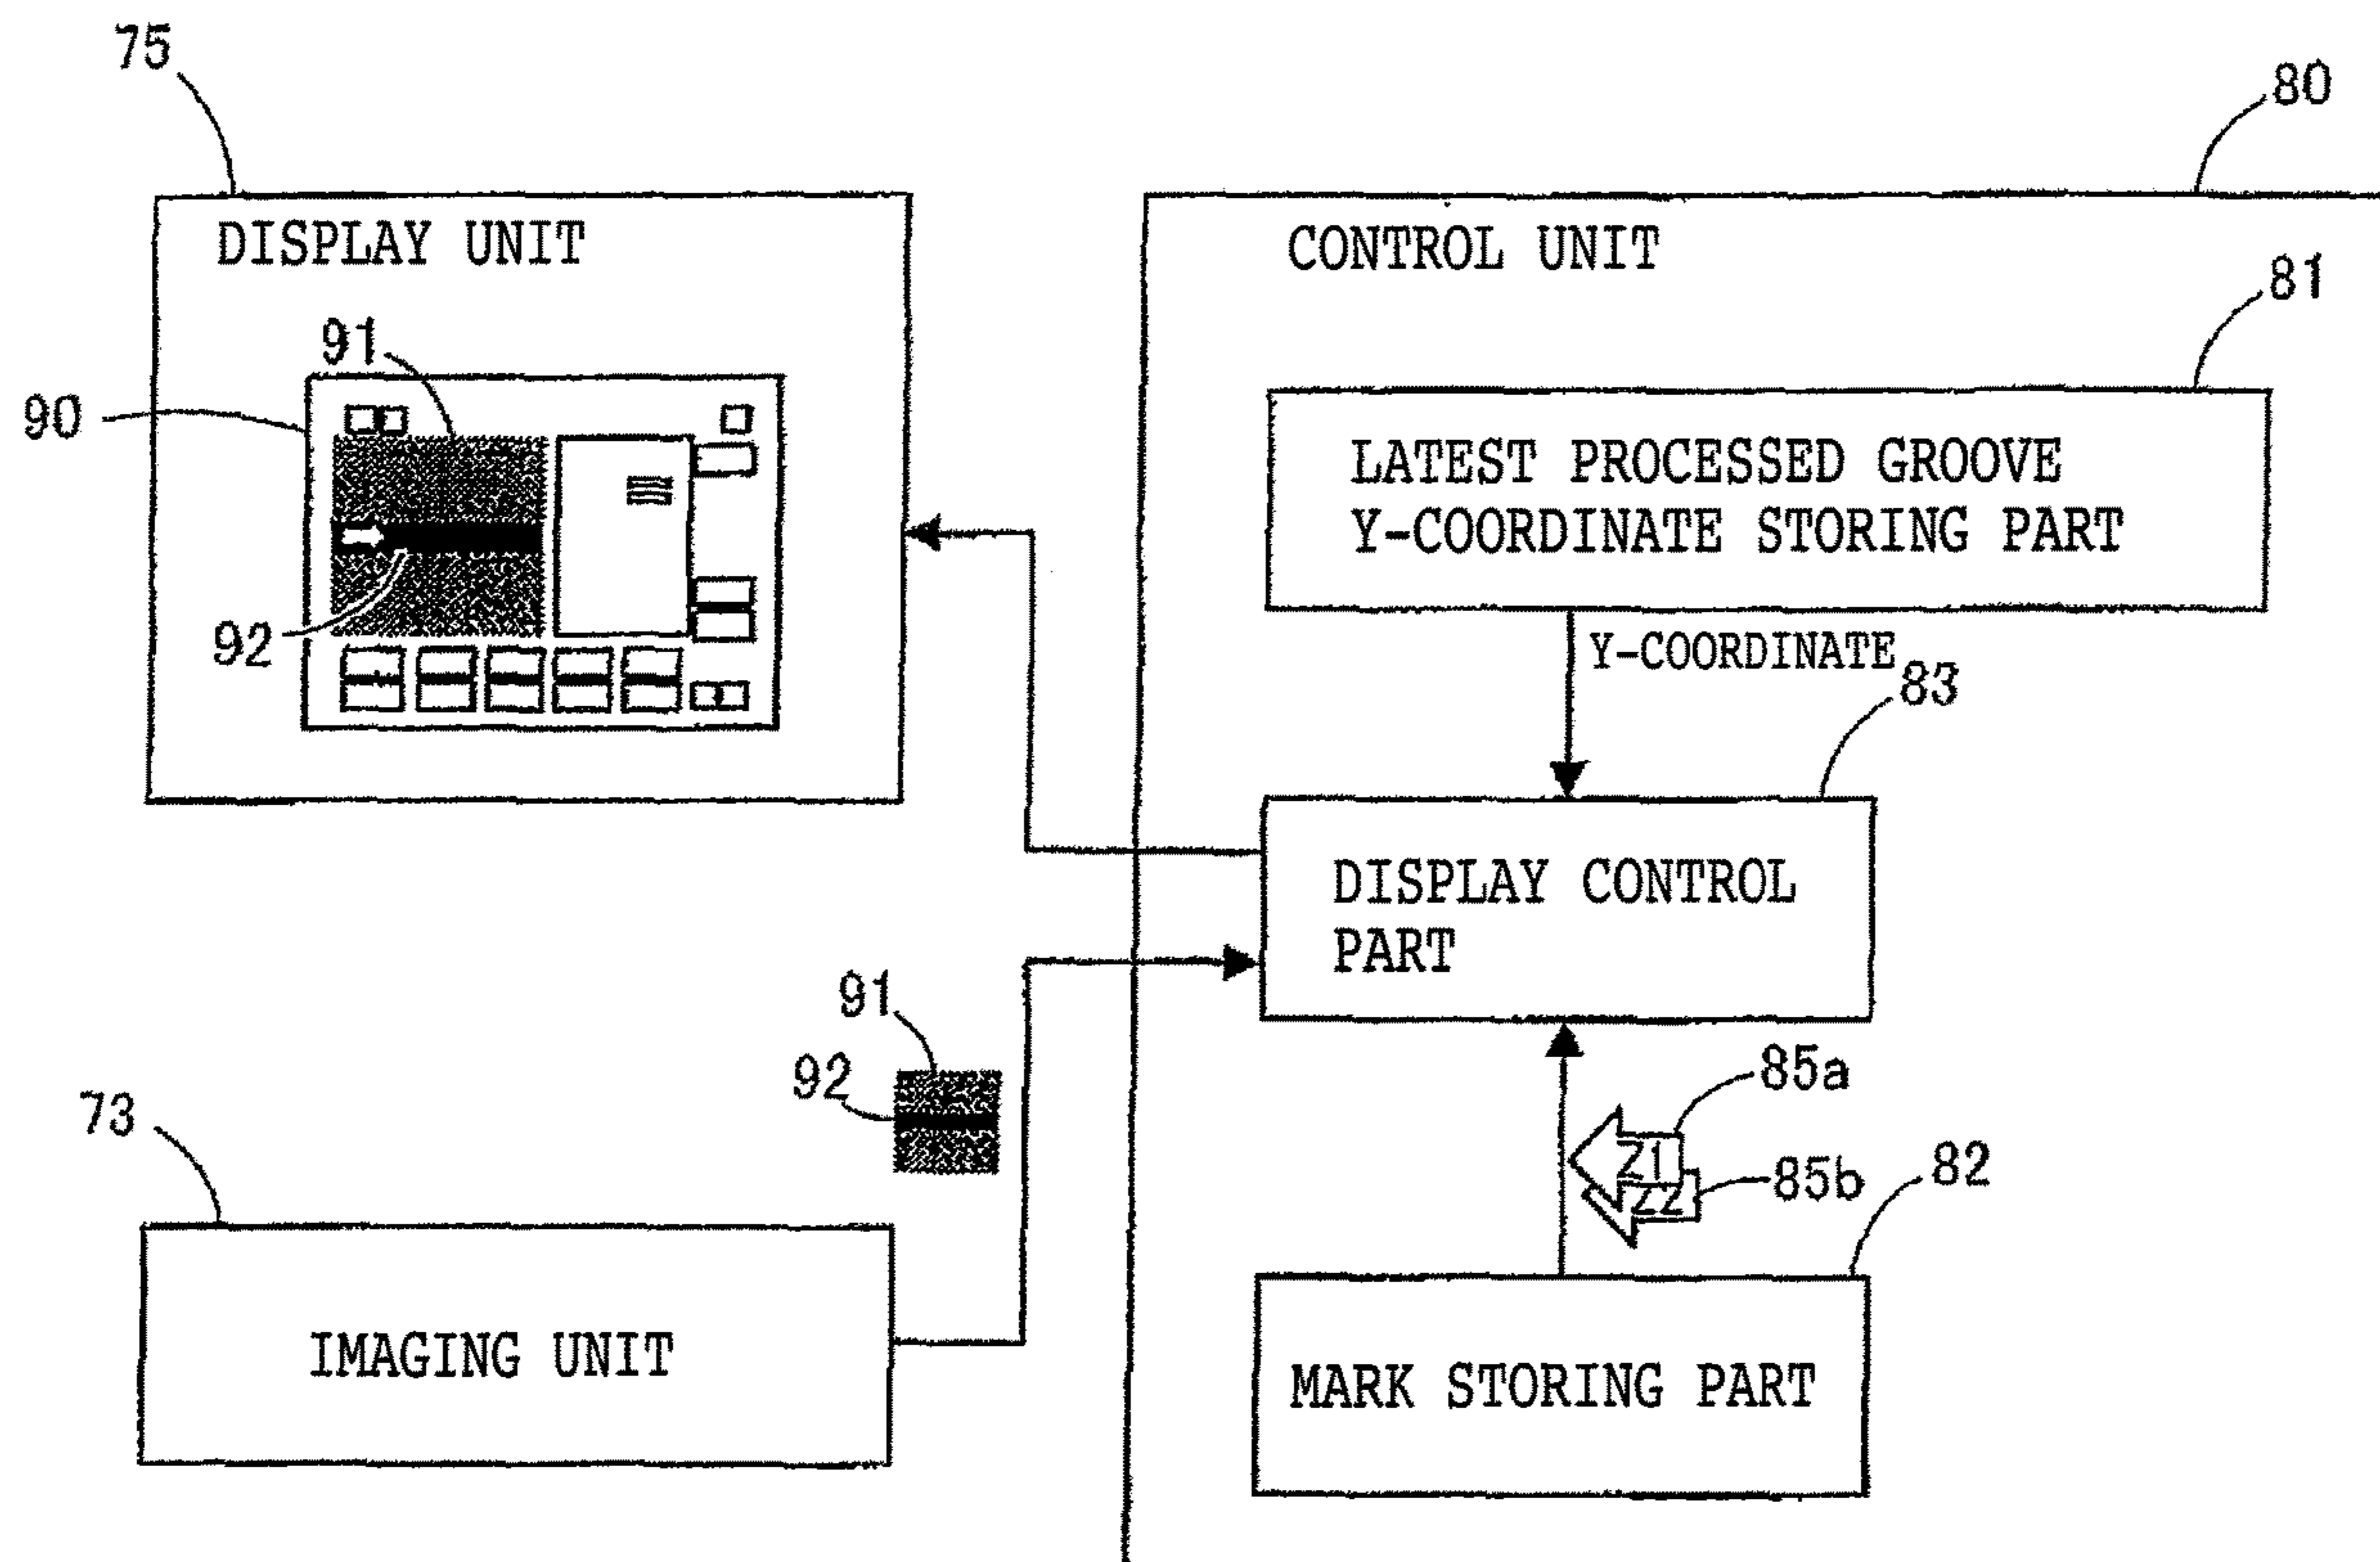 75
80
DISPLAY UNIT
CONTROL UNIT
81
91
90
LATEST PROCESSED GROOVE
Y-COORDINATE STORING PART
92
Y-COORDINATE
83
DISPLAY CONTROL
PART
91
92
85a
73
Z1
85b
82
Z2
IMAGING UNIT
MARK STORING PART